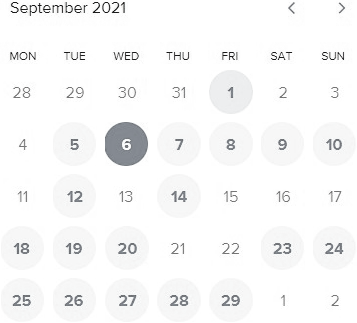 September 2021
MON TUE WED THU FRI SAT SUN
28 29 30 31 1 2 3
4 5 6 7 8 9 10
11 12 13 14 15 16 17
18 19 20 21 22 23 24
25 26 27 28 29 1 2